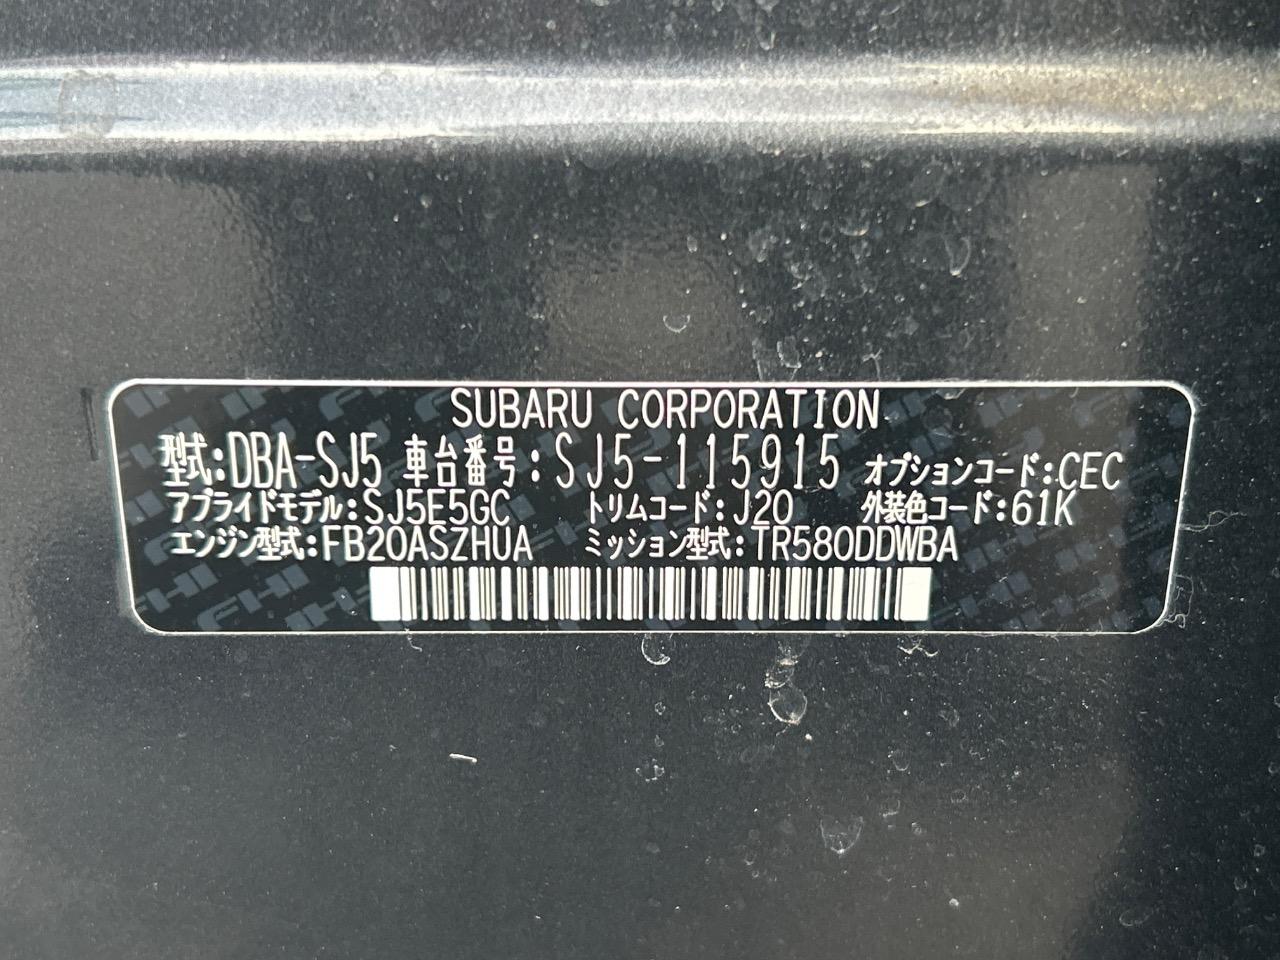 SUBARU CORPORATION
型式:DBA-SJ5 車台番号:SJ5-115915 オプションコード:CEC
アプライドモデル:SJ5E5GC トリムコード:J20 外装色コード:61K
エンジン型式:FB20ASZHUA ミッション型式:TR580DDWBA